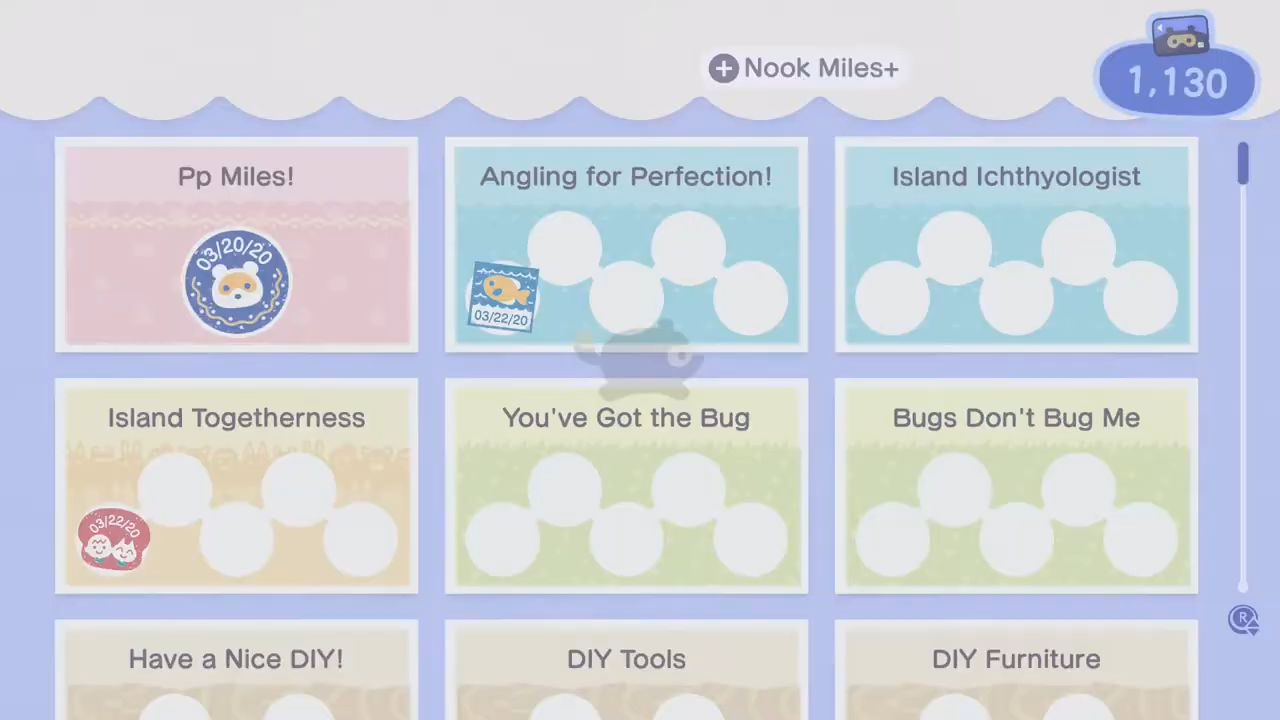 + Nook Miles+
1,130
Pp Miles!
03/20/20
Angling for Perfection!
03/22/20
Island Ichthyologist
Island Togetherness
03/22/20
You've Got the Bug
Bugs Don't Bug Me
R
Have a Nice DIY!
DIY Tools
DIY Furniture